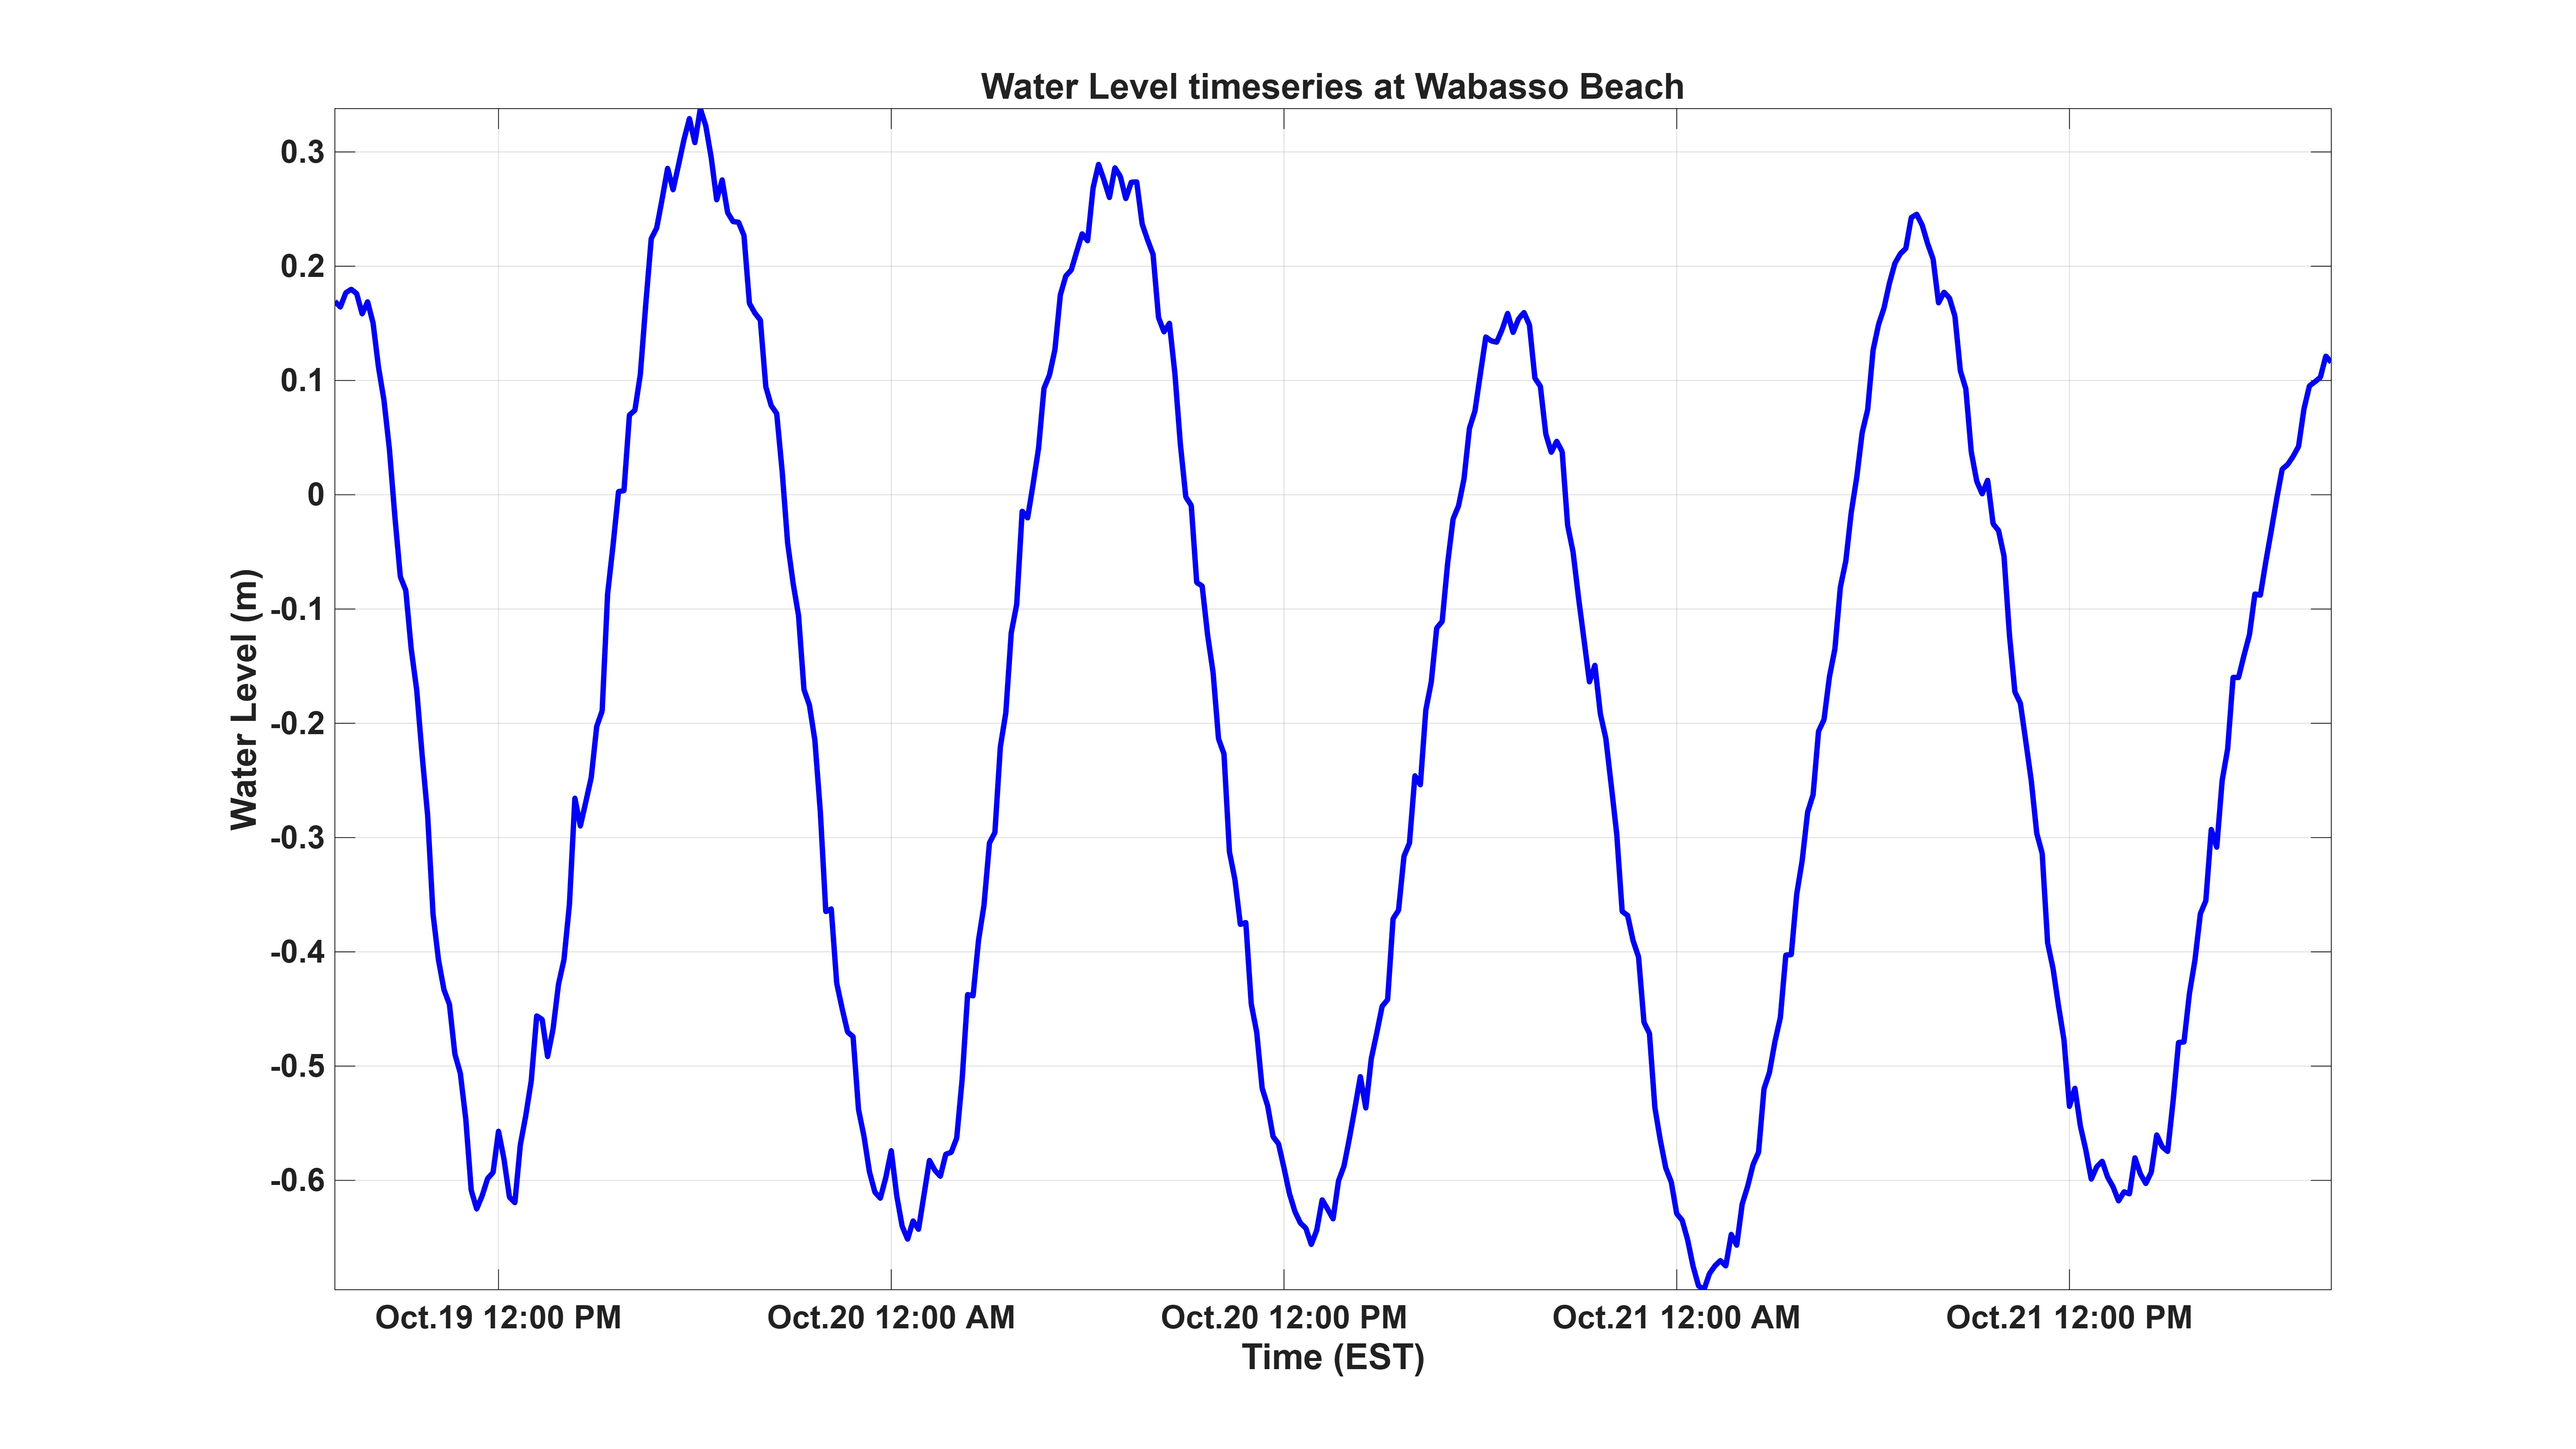 Water Level timeseries at Wabasso Beach
0.3
0.2
0.1
0
-0.1
-0.2
-0.3
-0.4
-0.5
-0.6
Water Level (m)
Oct.19 12:00 PM Oct.20 12:00 AM Oct.20 12:00 PM Oct.21 12:00 AM Oct.21 12:00 PM
Time (EST)